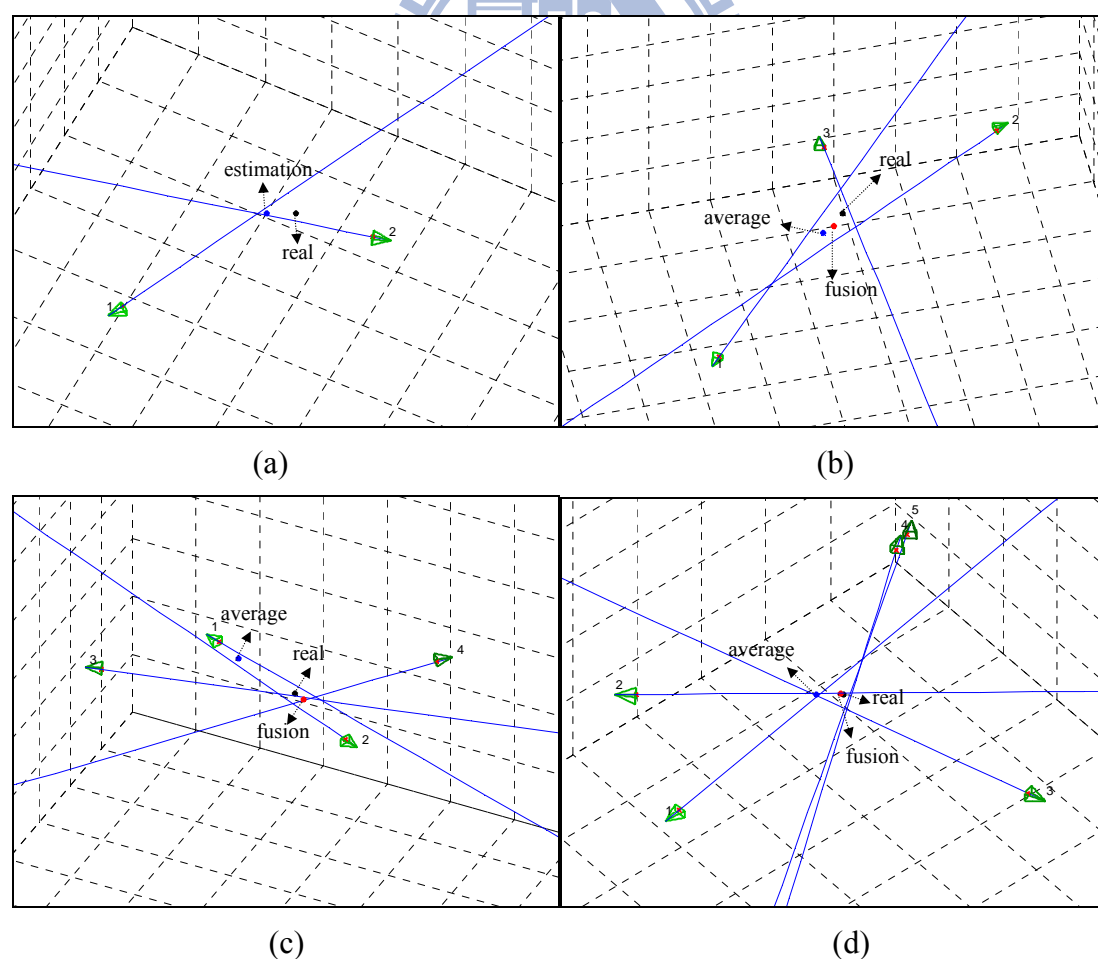 estimation
real
1
2
(a)
3
2
real
average
fusion
1
(b)
1
average
real
3
4
fusion
2
(c)
5
4
average
2
real
fusion
1
3
(d)